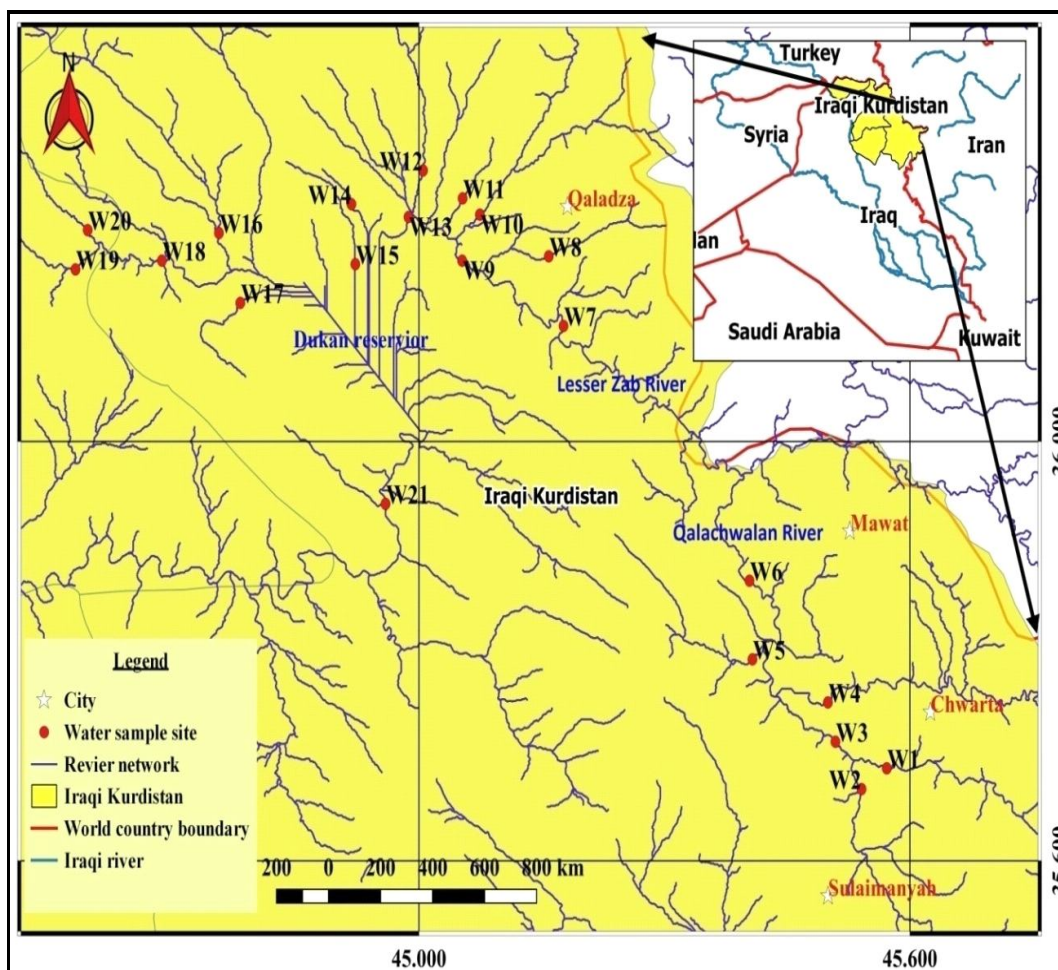 N
Turkey
Iraqi Kurdistan
Syria
Iran
Iraq
Saudi Arabia
Kuwait
W12
W14
W11
Qaladza
W13
W10
W20
W16
W19
W18
W15
W9
W8
W17
W7
Dukan reservior
Lesser Zab River
W21
Iraqi Kurdistan
Qalachwalan River
Mawat
W6
W5
W4
Chwarta
W3
W1
W2
Sulaimanyah
Legend
City
Water sample site
Revier network
Iraqi Kurdistan
World country boundary
Iraqi river
200 0 200 400 600 800 km
45.000
45.600